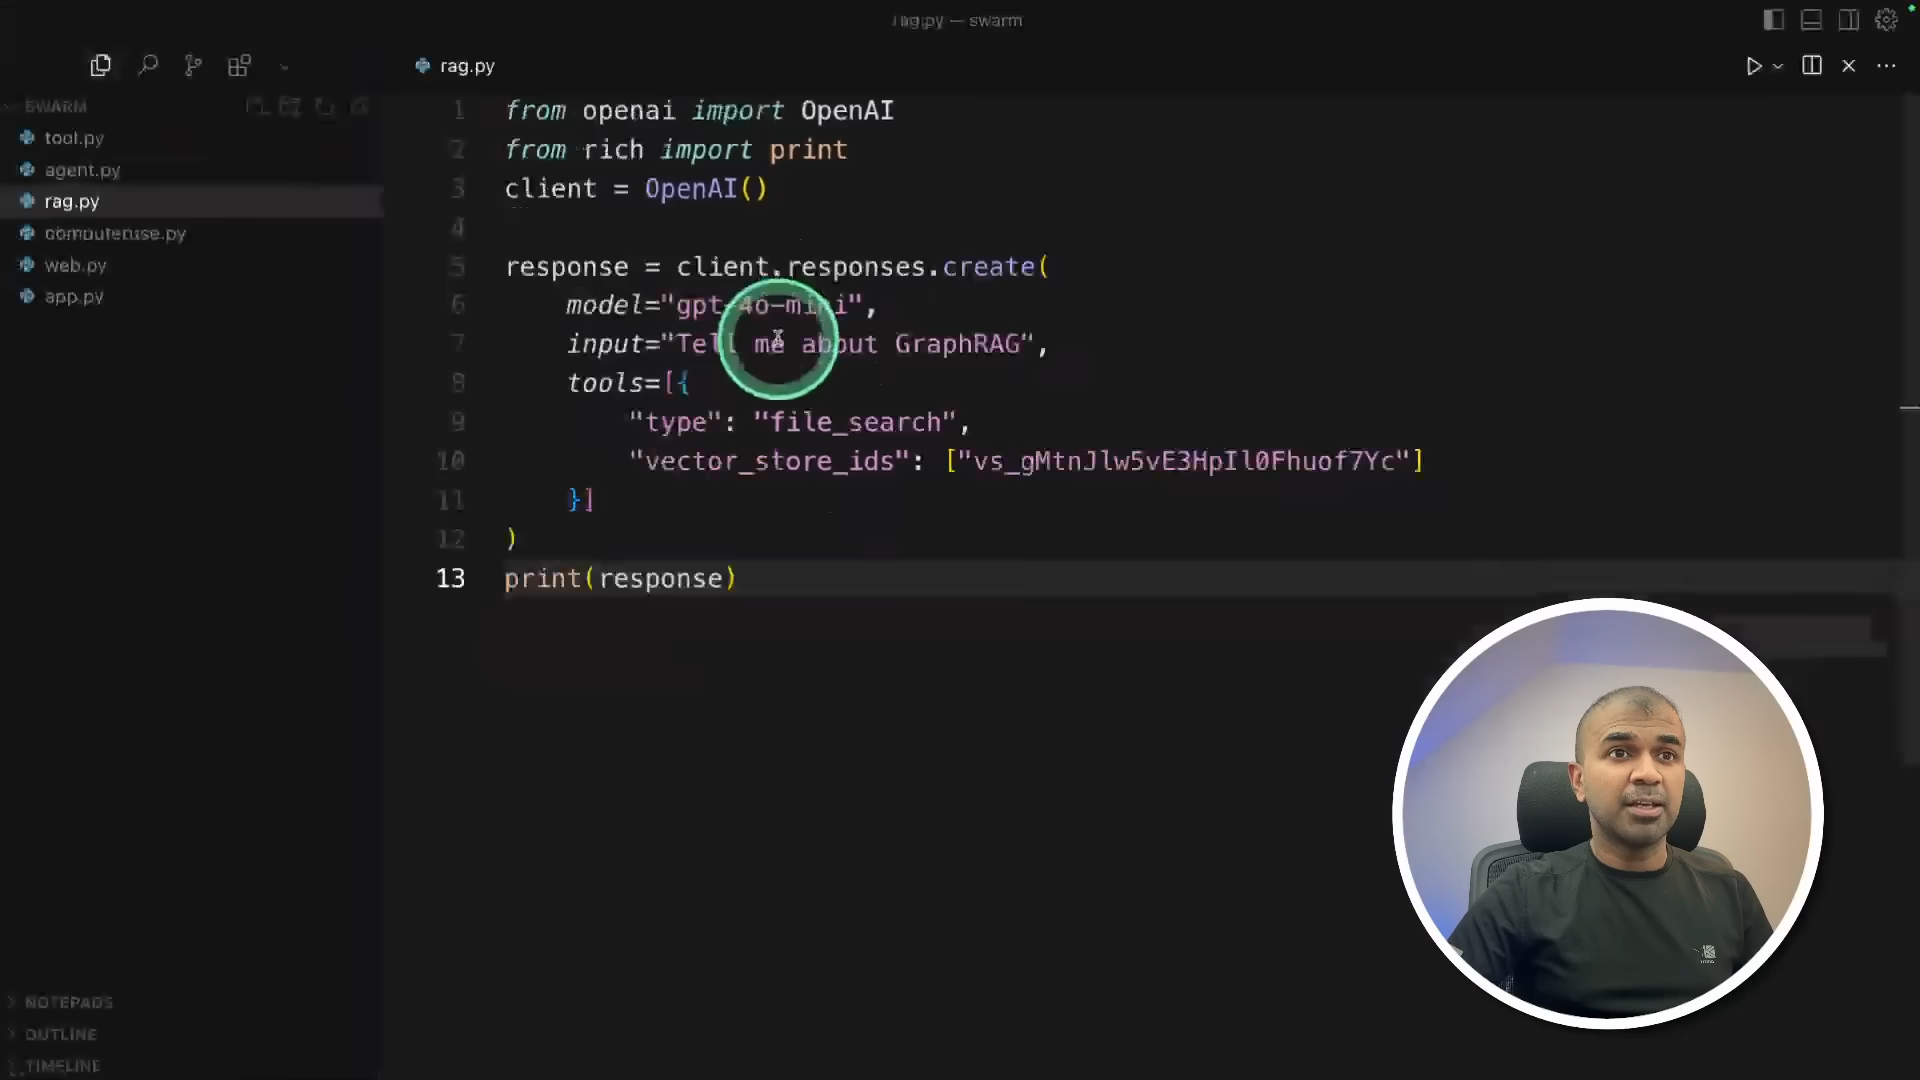 rag.py — swarm
rag.py
SWARM
tool.py
agent.py
rag.py
computeruse.py
web.py
app.py
1 from openai import OpenAI
2 from rich import print
3 client = OpenAI()
4
5 response = client.responses.create(
6 model="gpt-4o-mini",
7 input="Tell me about GraphRAG",
8 tools=[{
9 "type": "file_search",
10 "vector_store_ids": ["vs_gMtnJlw5vE3HpIl0Fhuof7Yc"]
11 }]
12 )
13 print(response)
NOTEPADS
OUTLINE
TIMELINE